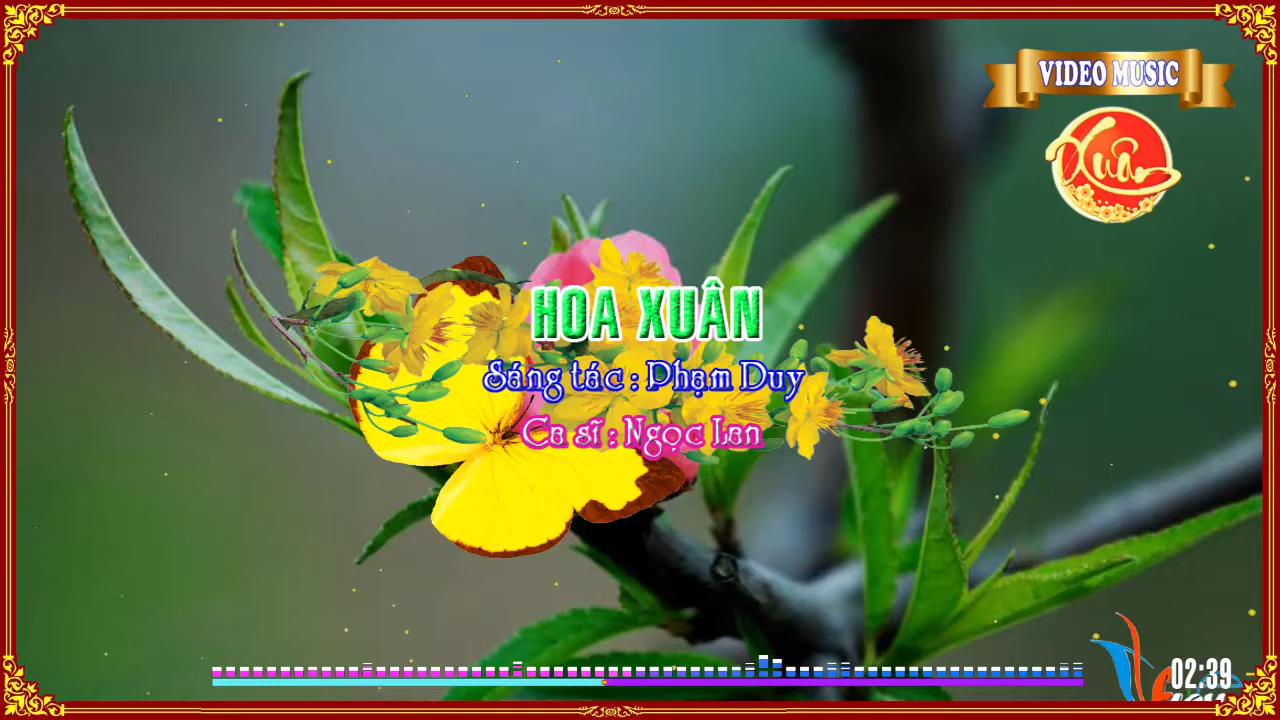 VIDEO MUSIC
Xuân
HOA XUÂN
Sáng tác : Phạm Duy
Ca sĩ : Ngọc Lan
02:39